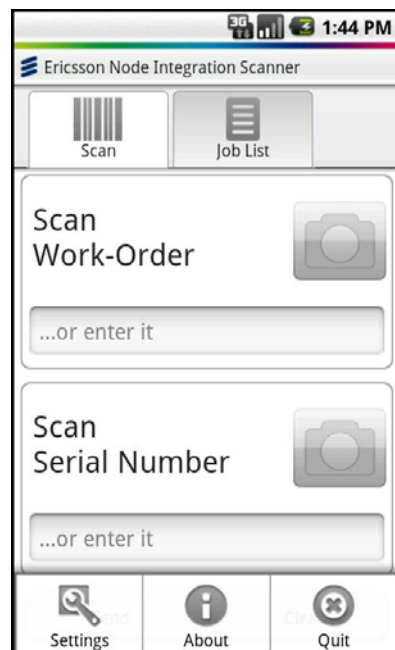 3G
1:44 PM
Ericsson Node Integration Scanner
Scan
Job List
Scan
Work-Order
...or enter it
Scan
Serial Number
...or enter it
Settings
About
Quit